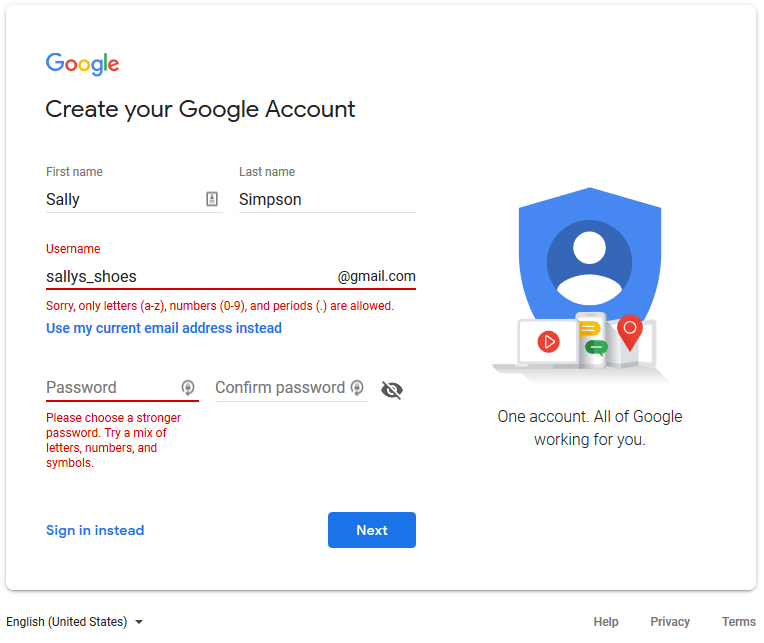 Google
Create your Google Account
First name
Last name
Sally
Simpson
Username
sallys_shoes
@gmail.com
Sorry, only letters (a-z), numbers (0-9), and periods (.) are allowed.
Use my current email address instead
Password
Confirm password
Please choose a stronger
password. Try a mix of
letters, numbers, and
symbols.
One account. All of Google
working for you.
Sign in instead
Next
English (United States)
Help
Privacy
Terms